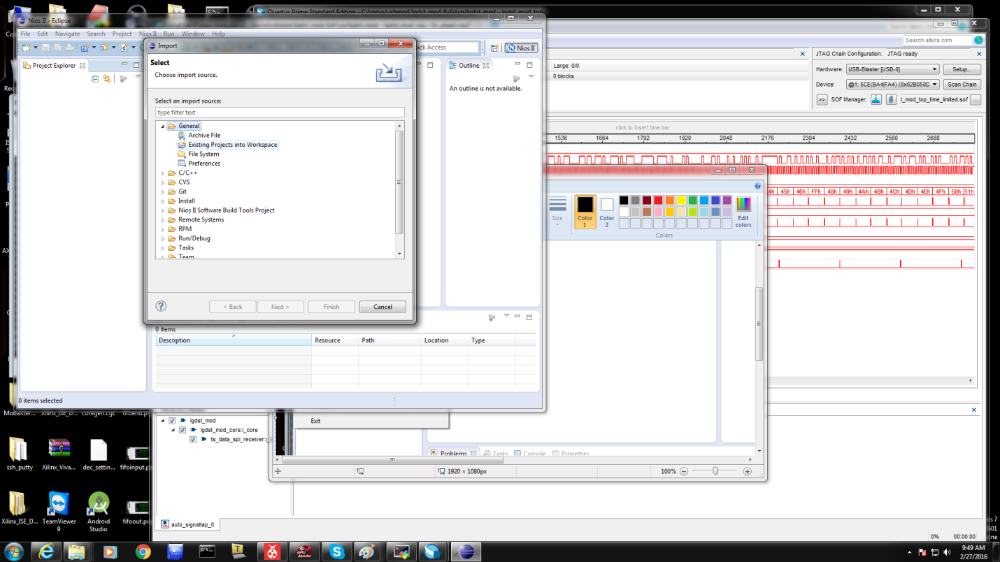 Quartus Prime Standard Edition - C:/spcys/usbmod/lgdst_mod_full/syn/lgdst_mod - lgdst_mod_top
Nios II - Eclipse
File Edit Navigate Search Project Nios II Run Window Help
Quick Access
Nios II
Project Explorer
Outline
An outline is not available.
Import
Select
Choose import source.
Select an import source:
type filter text
General
Archive File
Existing Projects into Workspace
File System
Preferences
C/C++
CVS
Git
Install
Nios II Software Build Tools Project
Remote Systems
RPM
Run/Debug
Tasks
Team
< Back
Next >
Finish
Cancel
0 items
Description
Resource
Path
Location
Type
0 items selected
Search altera.com
Large: 0/0
0 blocks
JTAG Chain Configuration: JTAG ready
Hardware: USB-Blaster [USB-0]
Setup...
Device: @1: 5CE(BA4|FA4) (0x02B050D
Scan Chain
>> SOF Manager:
t_mod_top_time_limited.sof
...
click to insert time bar
1536 1664 1792 1920 2048 2176 2304 2432 2560 2688
4h 45h 46h FFh 48h 49h 4Ah 4Bh 4Ch 4Dh 4Eh 4Fh 50h 51h
Size
Color 1
Color 2
Edit colors
Colors
Exit
Problems
Tasks
Console
Properties
1920 × 1080px
100%
lgdst_mod
lgdst_mod_core:i_core
ts_data_spi_receiver:i_
auto_signaltap_0
0% 00:00:00
MobaXter...
Xilinx_ISE_D...
coregen.cgc
fifoend.p
ssh_putty
Xilinx_Viva...
dec_settin...
fifoinput.p
Xilinx_ISE_D...
TeamViewer 9
Android Studio
fifoout.pr
9:49 AM
2/27/2016